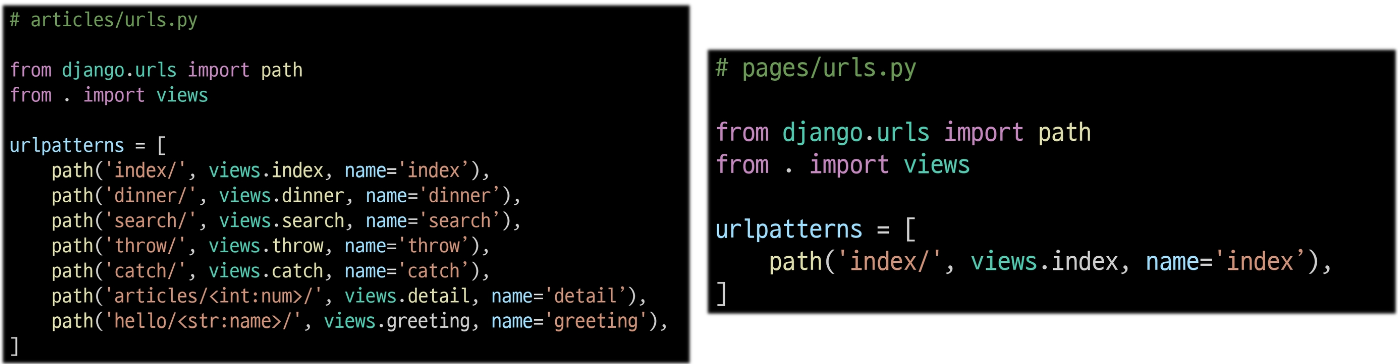 # articles/urls.py
from django.urls import path
from . import views
urlpatterns = [
    path('index/', views.index, name='index’),
    path('dinner/', views.dinner, name='dinner’),
    path('search/', views.search, name='search’),
    path('throw/', views.throw, name='throw’),
    path('catch/', views.catch, name='catch’),
    path('articles/<int:num>/', views.detail, name='detail’),
    path('hello/<str:name>/', views.greeting, name='greeting'),
]
# pages/urls.py
from django.urls import path
from . import views
urlpatterns = [
    path('index/', views.index, name='index’),
]